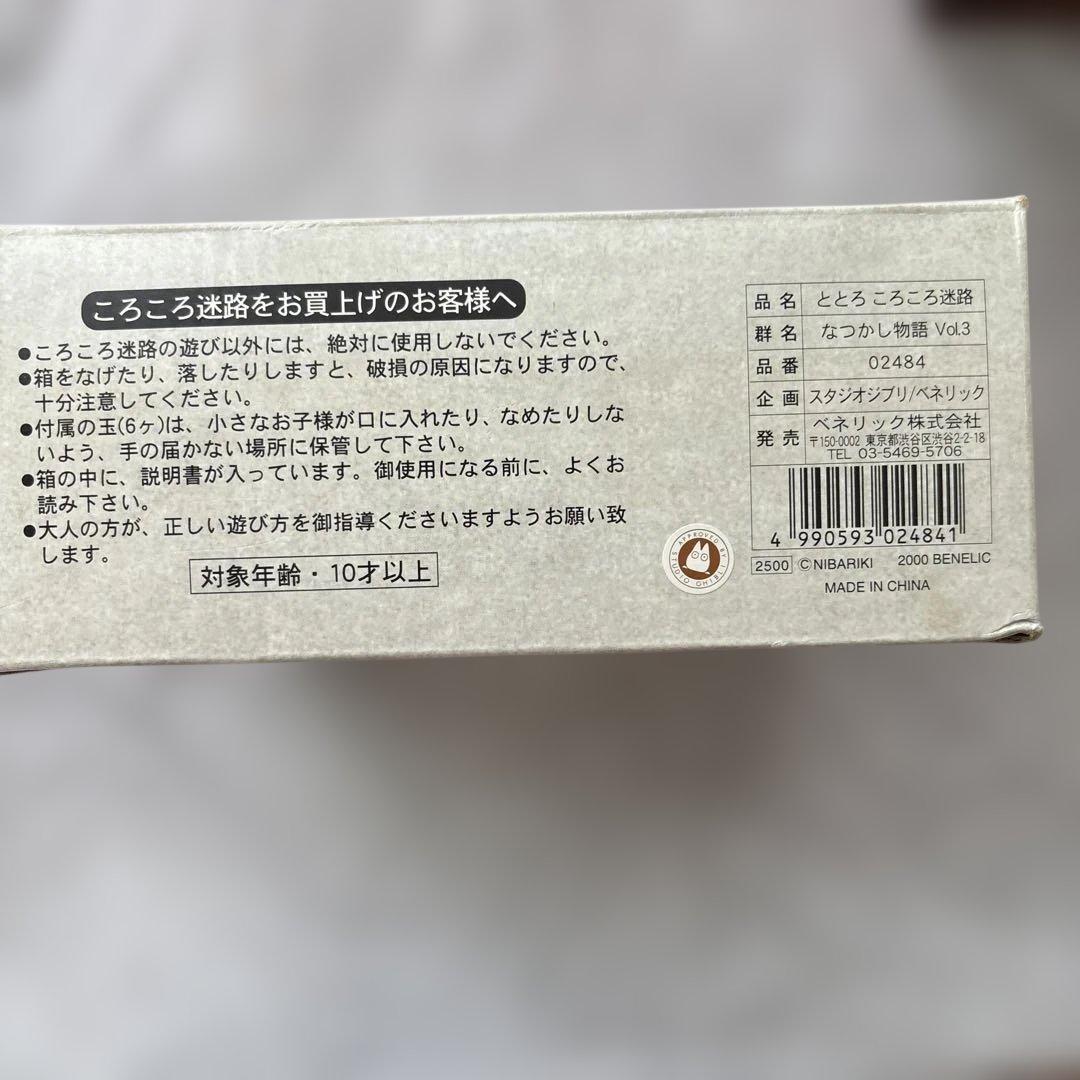 ころころ迷路をお買上げのお客様へ
●ころころ迷路の遊び以外には、絶対に使用しないでください。
●箱をなげたり、落したりしますと、破損の原因になりますので、
十分注意してください。
●付属の玉(6ヶ)は、小さなお子様が口に入れたり、なめたりしな
いよう、手の届かない場所に保管して下さい。
●箱の中に、説明書が入っています。御使用になる前に、よくお
読み下さい。
●大人の方が、正しい遊び方を御指導くださいますようお願い致
します。
対象年齢・10才以上
品名 ととろ ころころ迷路
群名 なつかし物語 Vol.3
品番 02484
企画 スタジオジブリ/ベネリック
発売 ベネリック株式会社
〒150-0002 東京都渋谷区渋谷2-2-18
TEL 03-5469-5706
4 990593 024841
2500 ©NIBARIKI 2000 BENELIC
MADE IN CHINA
APPROVED BY STUDIO GHIBLI